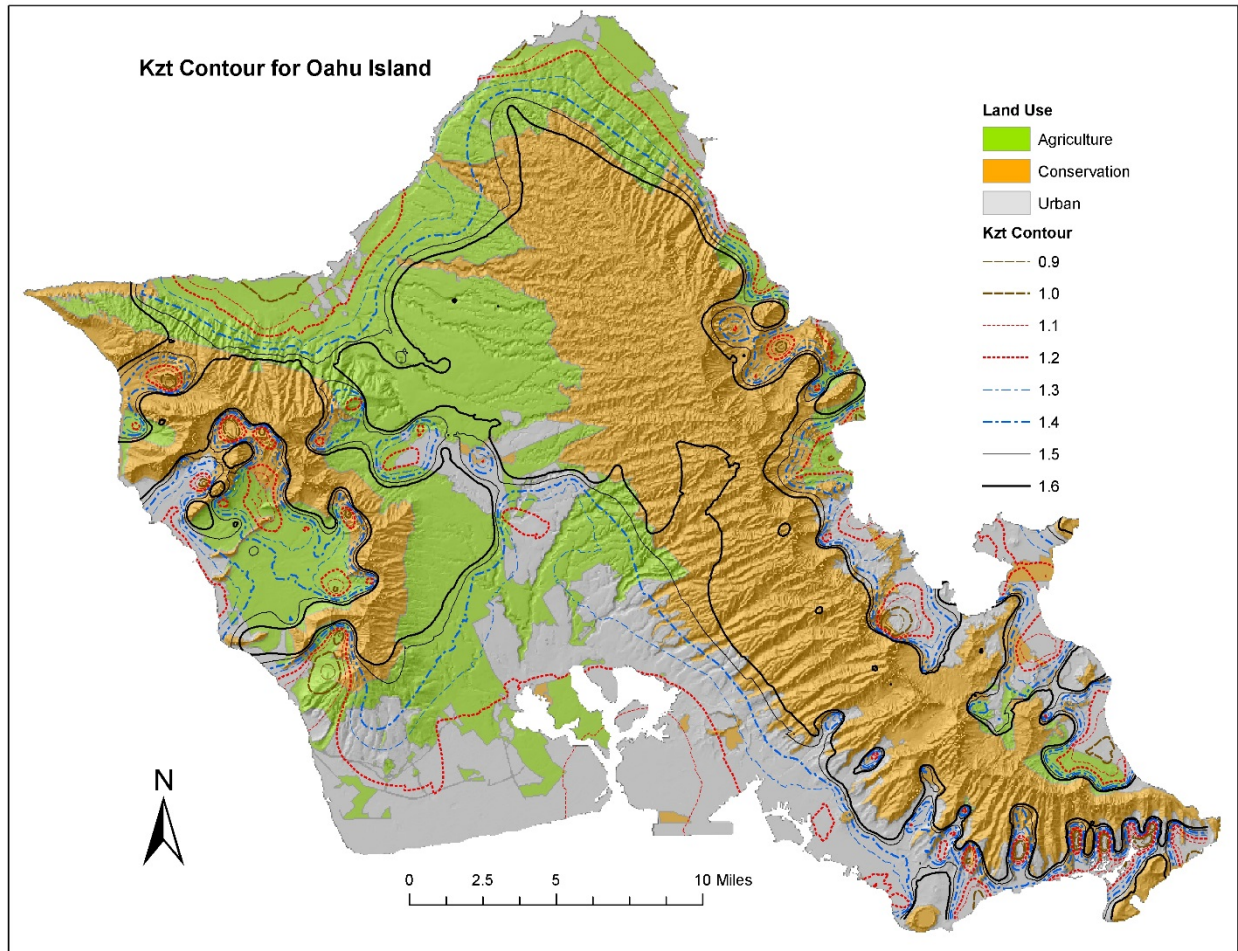 Kzt Contour for Oahu Island
Land Use
Agriculture
Conservation
Urban
Kzt Contour
0.9
1.0
1.1
1.2
1.3
1.4
1.5
1.6
N
0 2.5 5 10 Miles